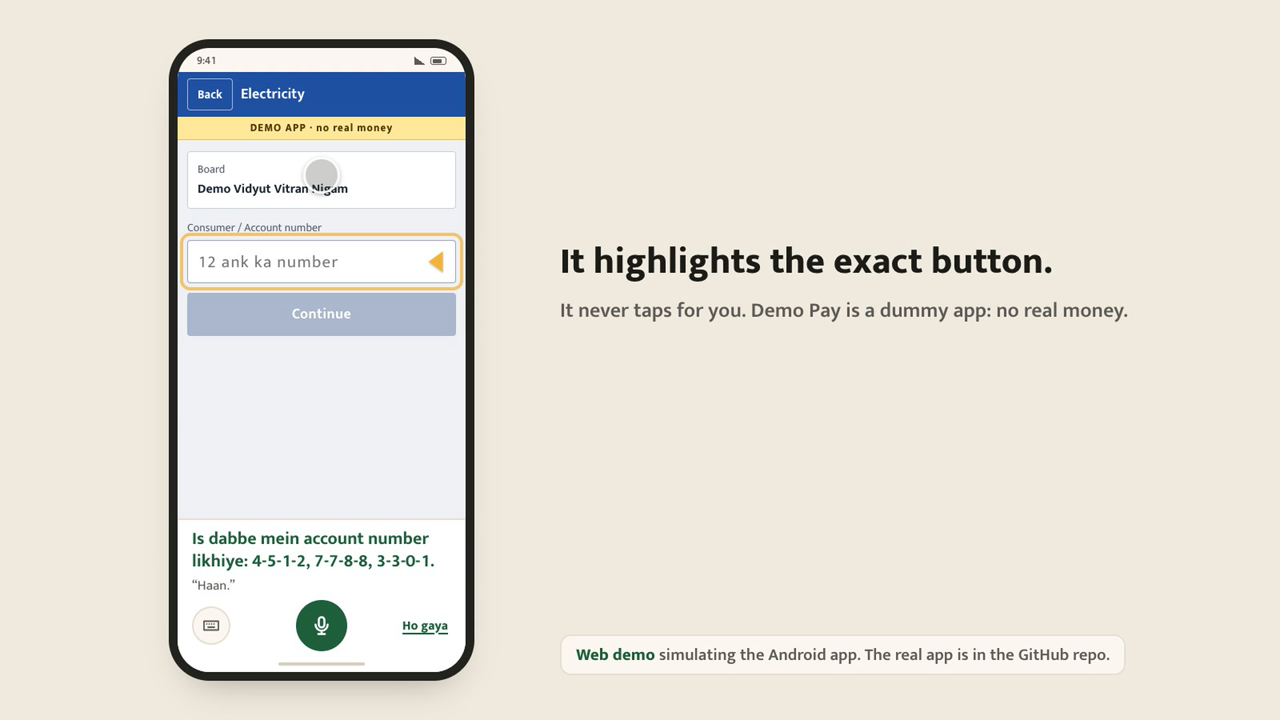 9:41
Back
Electricity
DEMO APP · no real money
Board
Demo Vidyut Vitran Nigam
Consumer / Account number
12 ank ka number
Continue
Is dabbe mein account number
likhiye: 4-5-1-2, 7-7-8-8, 3-3-0-1.
“Haan.”
Ho gaya
It highlights the exact button.
It never taps for you. Demo Pay is a dummy app: no real money.
Web demo simulating the Android app. The real app is in the GitHub repo.